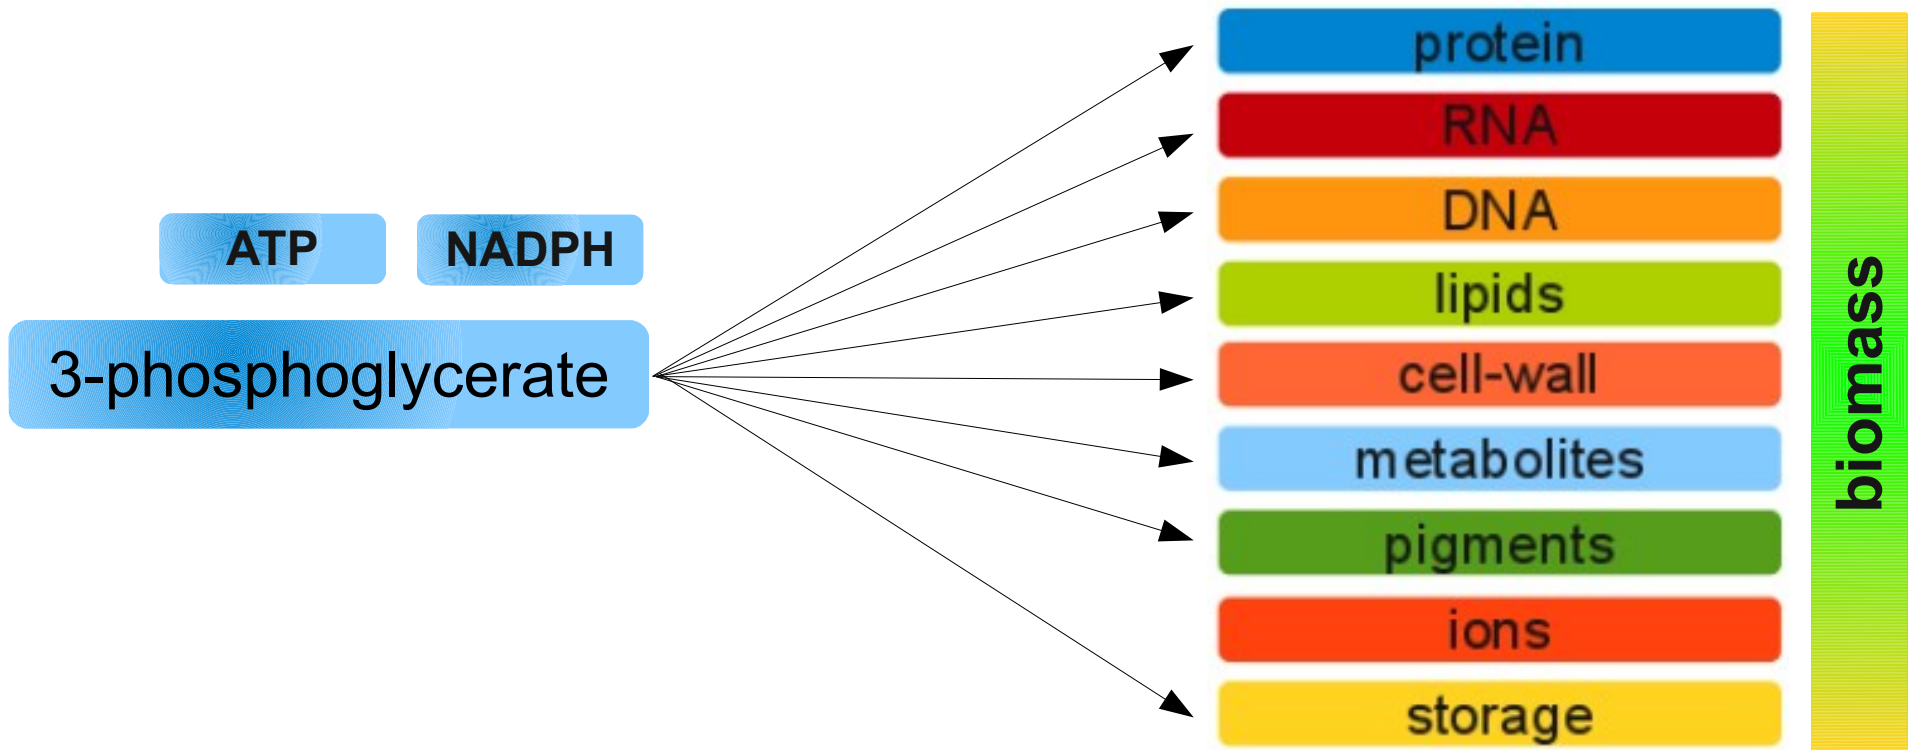 ATP
NADPH
3-phosphoglycerate
protein
RNA
DNA
lipids
cell-wall
metabolites
pigments
ions
storage
biomass